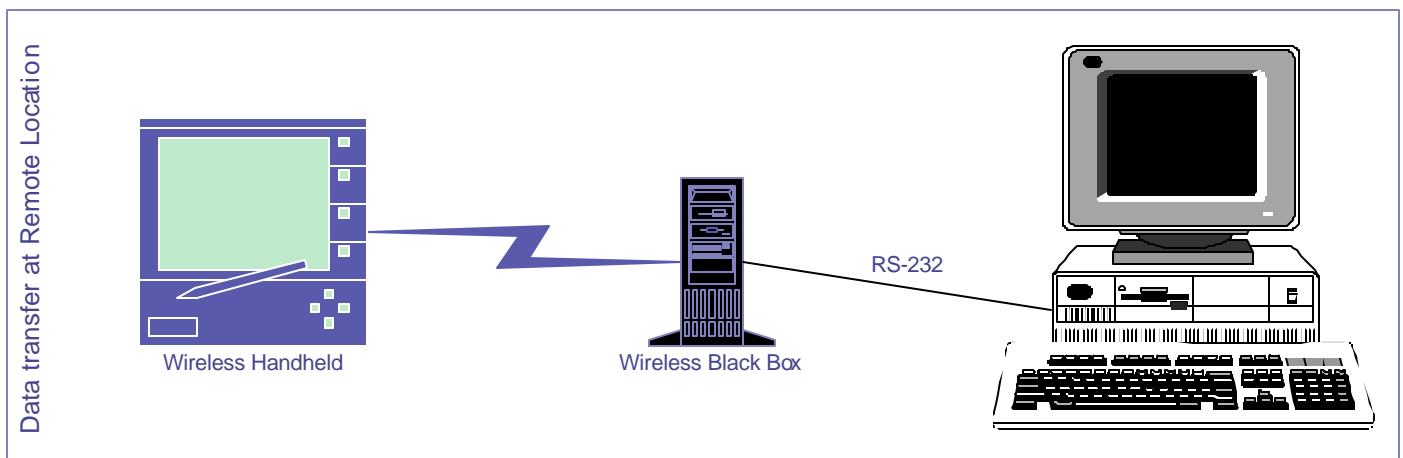 Data transfer at Remote Location
Wireless Handheld
Wireless Black Box
RS-232